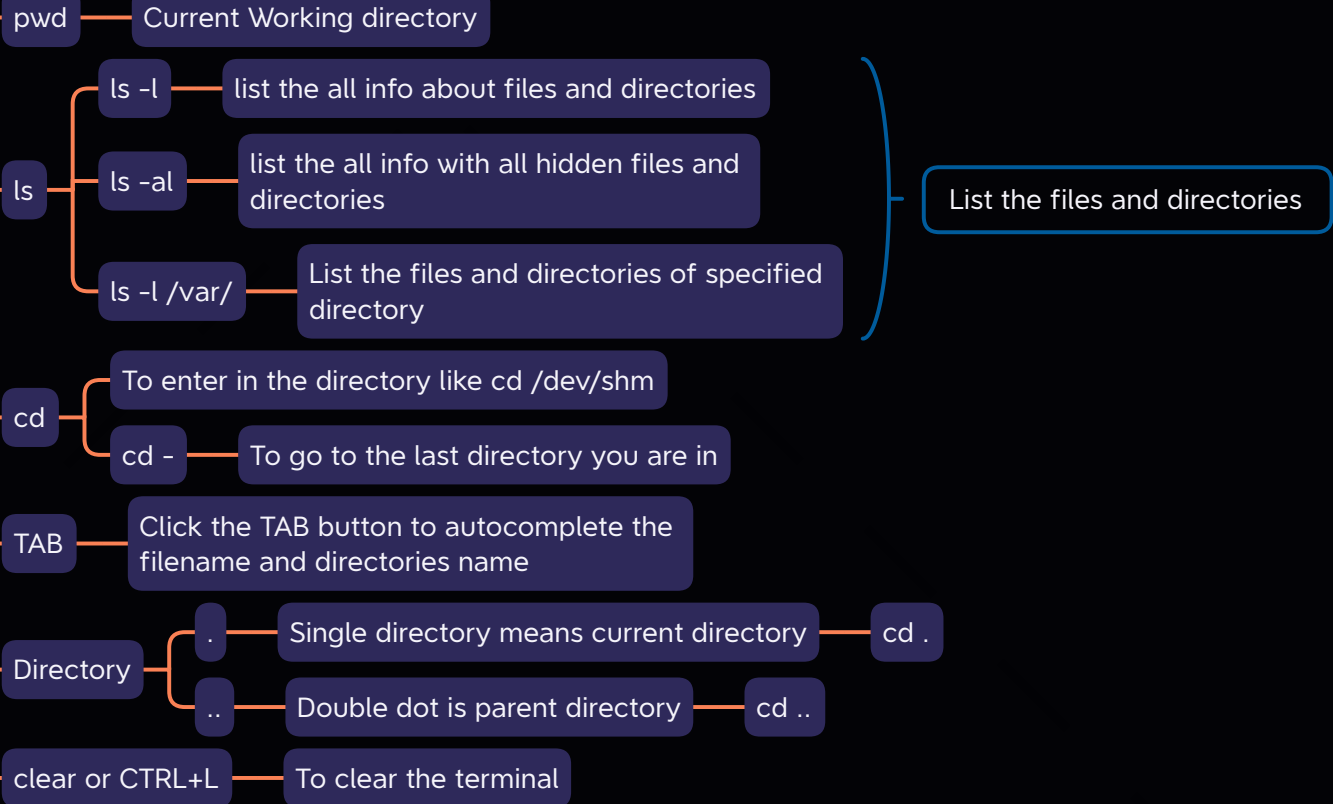 pwd
Current Working directory
ls
ls -l
list the all info about files and directories
ls -al
list the all info with all hidden files and
directories
ls -l /var/
List the files and directories of specified
directory
List the files and directories
cd
To enter in the directory like cd /dev/shm
cd -
To go to the last directory you are in
TAB
Click the TAB button to autocomplete the
filename and directories name
Directory
.
Single directory means current directory
cd .
..
Double dot is parent directory
cd ..
clear or CTRL+L
To clear the terminal